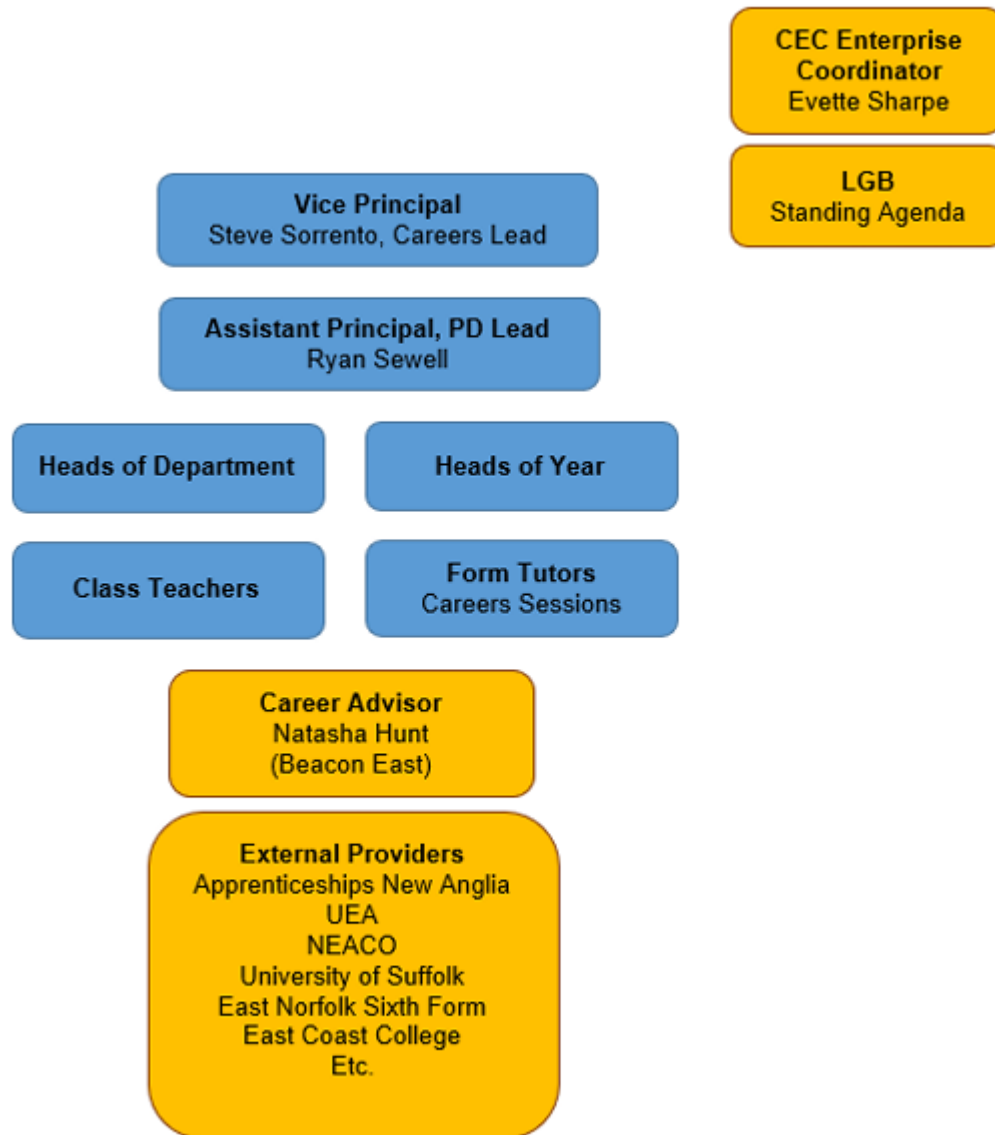 CEC Enterprise
Coordinator
Evette Sharpe
LGB
Standing Agenda
Vice Principal
Steve Sorrento, Careers Lead
Assistant Principal, PD Lead
Ryan Sewell
Heads of Department
Heads of Year
Class Teachers
Form Tutors
Careers Sessions
Career Advisor
Natasha Hunt
(Beacon East)
External Providers
Apprenticeships New Anglia
UEA
NEACO
University of Suffolk
East Norfolk Sixth Form
East Coast College
Etc.